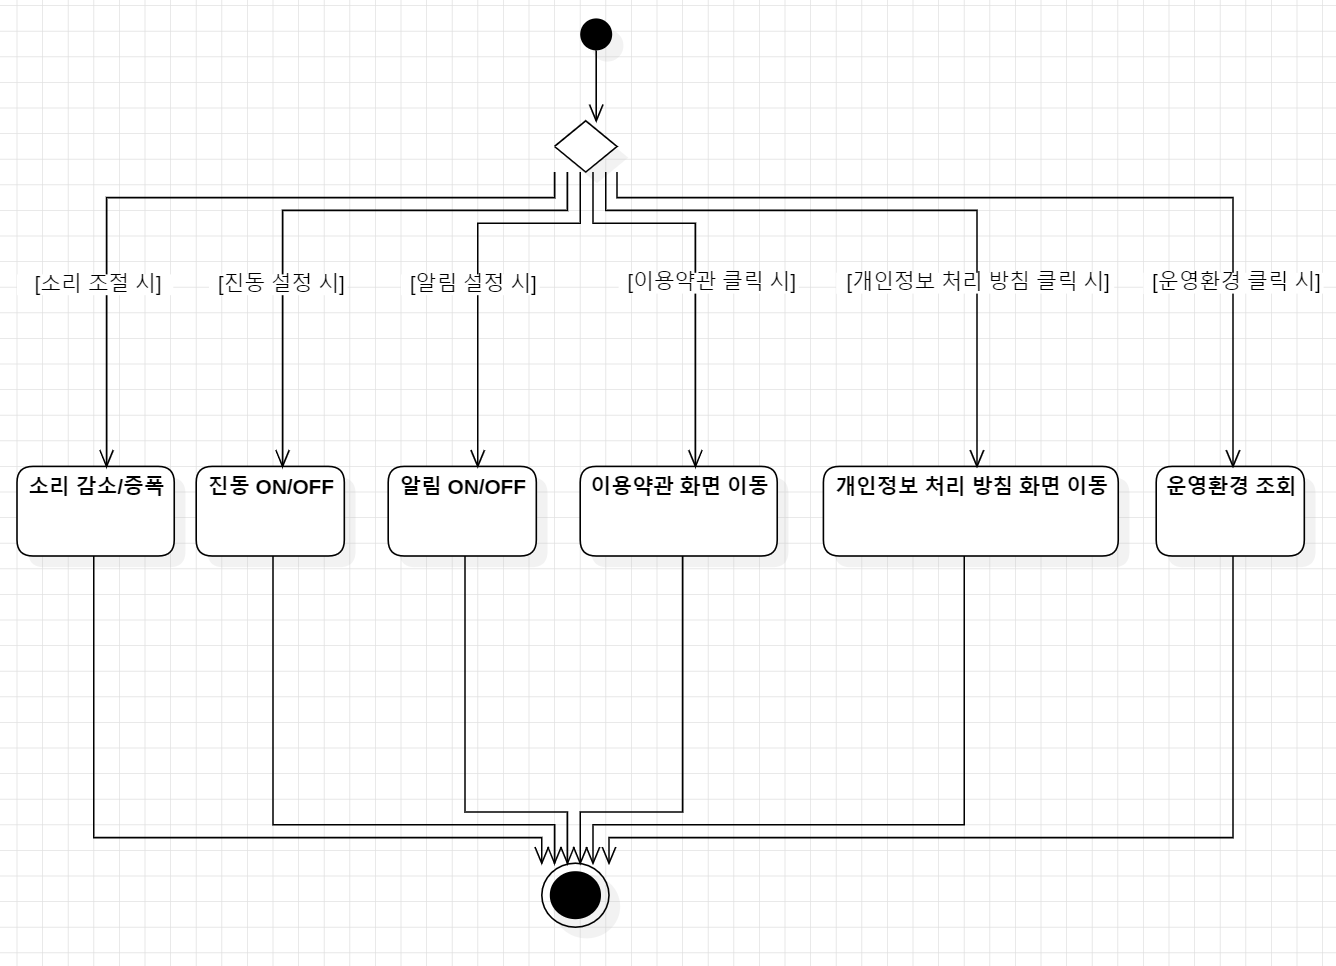 [소리 조절 시]
[진동 설정 시]
[알림 설정 시]
[이용약관 클릭 시]
[개인정보 처리 방침 클릭 시]
[운영환경 클릭 시]
소리 감소/증폭
진동 ON/OFF
알림 ON/OFF
이용약관 화면 이동
개인정보 처리 방침 화면 이동
운영환경 조회